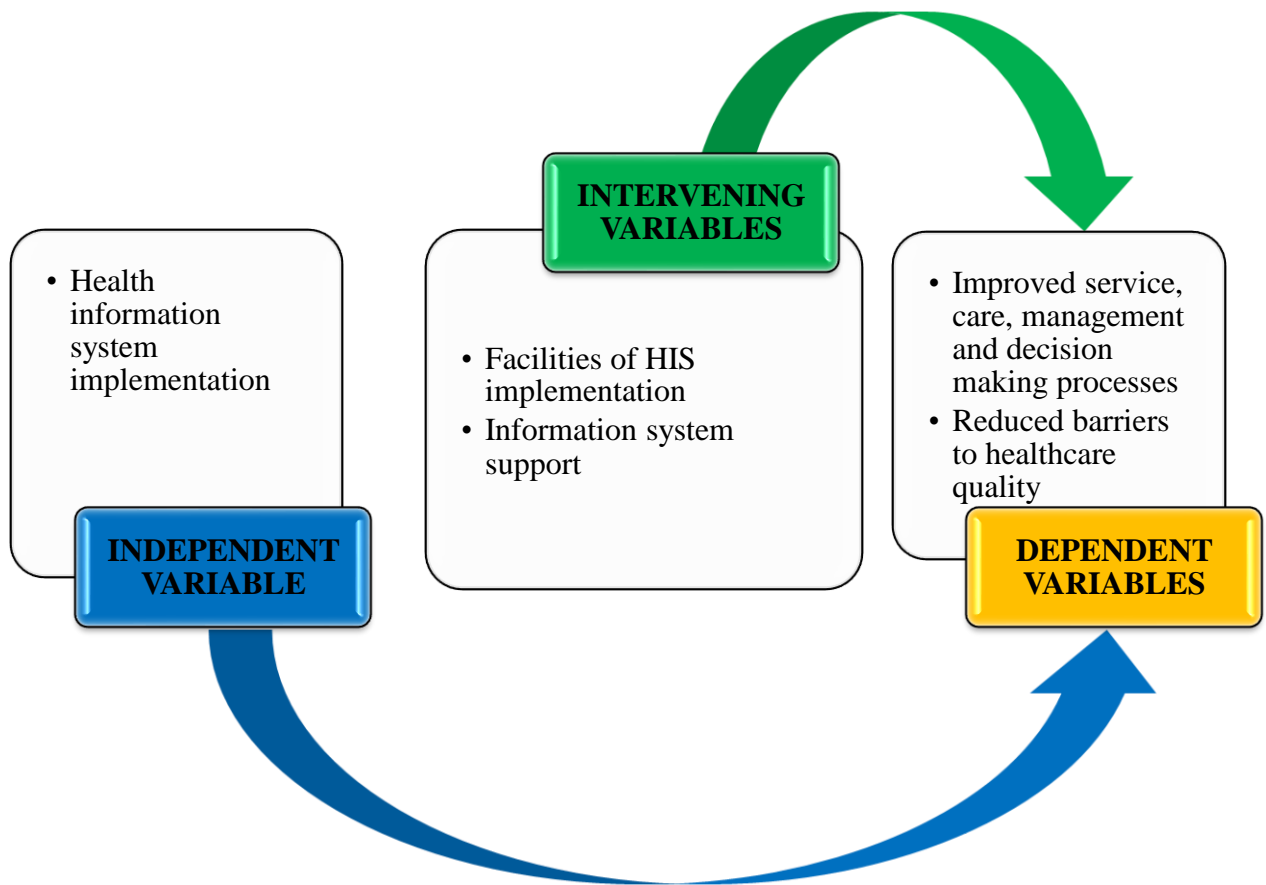 • Health
information
system
implementation
INDEPENDENT
VARIABLE
INTERVENING
VARIABLES
• Facilities of HIS
implementation
• Information system
support
• Improved service,
care, management
and decision
making processes
• Reduced barriers
to healthcare
quality
DEPENDENT
VARIABLES